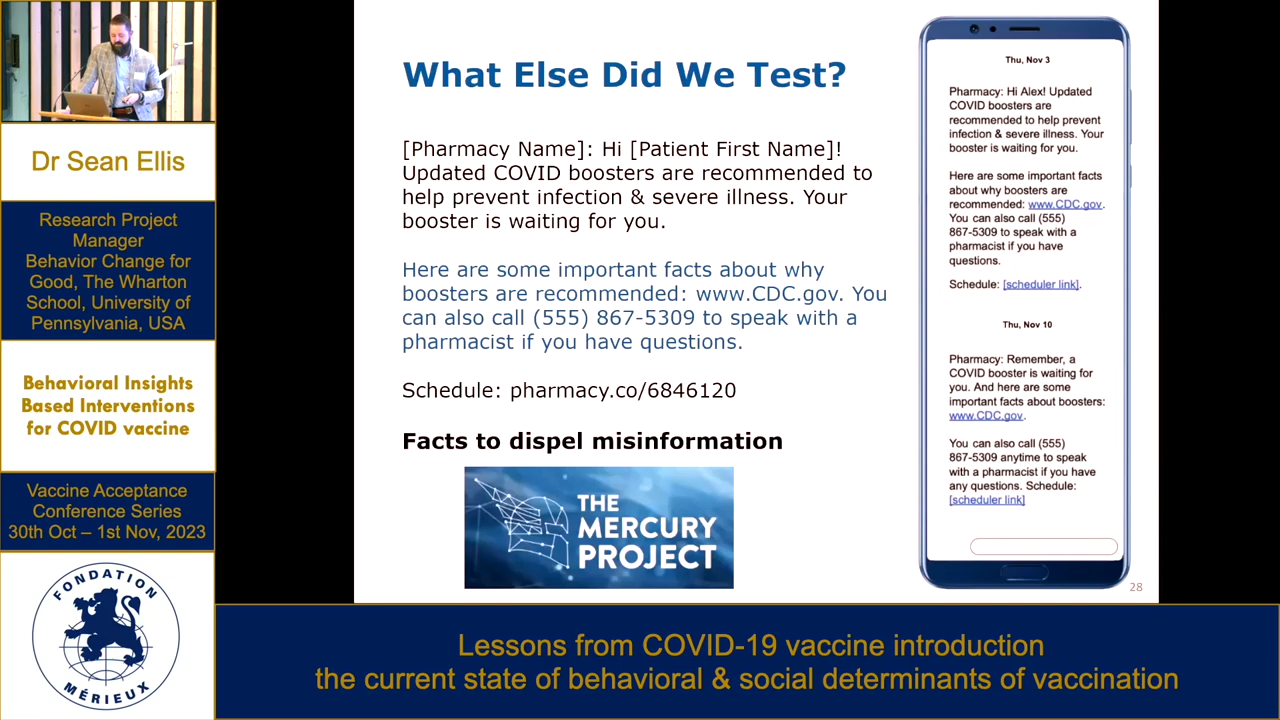 Dr Sean Ellis
Research Project
Manager
Behavior Change for
Good, The Wharton
School, University of
Pennsylvania, USA
Behavioral Insights
Based Interventions
for COVID vaccine
Vaccine Acceptance
Conference Series
30th Oct – 1st Nov, 2023
FONDATION
MÉRIEUX
What Else Did We Test?
[Pharmacy Name]: Hi [Patient First Name]!
Updated COVID boosters are recommended to
help prevent infection & severe illness. Your
booster is waiting for you.
Here are some important facts about why
boosters are recommended: www.CDC.gov. You
can also call (555) 867-5309 to speak with a
pharmacist if you have questions.
Schedule: pharmacy.co/6846120
Facts to dispel misinformation
THE
MERCURY
PROJECT
Thu, Nov 3
Pharmacy: Hi Alex! Updated
COVID boosters are
recommended to help prevent
infection & severe illness. Your
booster is waiting for you.
Here are some important facts
about why boosters are
recommended: www.CDC.gov.
You can also call (555)
867-5309 to speak with a
pharmacist if you have
questions.
Schedule: [scheduler link].
Thu, Nov 10
Pharmacy: Remember, a
COVID booster is waiting for
you. And here are some
important facts about boosters:
www.CDC.gov.
You can also call (555)
867-5309 anytime to speak
with a pharmacist if you have
any questions. Schedule:
[scheduler link]
28
Lessons from COVID-19 vaccine introduction
the current state of behavioral & social determinants of vaccination